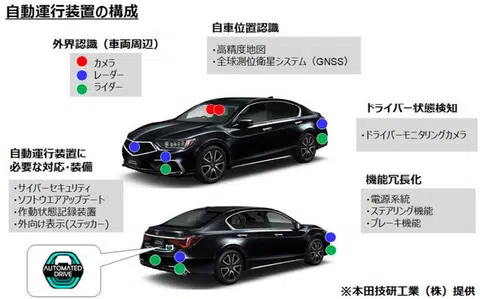 自動運行装置の構成
外界認識（車両周辺）
カメラ
レーダー
ライダー
自車位置認識
・高精度地図
・全球測位衛星システム（GNSS）
ドライバー状態検知
・ドライバーモニタリングカメラ
自動運行装置に
必要な対応・装備
・サイバーセキュリティ
・ソフトウエアアップデート
・作動状態記録装置
・外向け表示(ステッカー)
機能冗長化
・電源系統
・ステアリング機能
・ブレーキ機能
AUTOMATED
DRIVE
※本田技研工業（株）提供